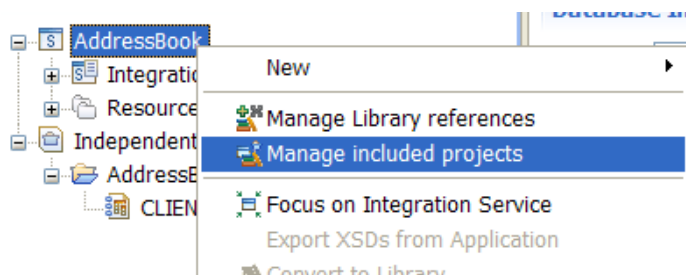 Database
AddressBook
New
Integratio
Resource
Manage Library references
Independent
Manage included projects
AddressB
CLIEN
Focus on Integration Service
Export XSDs from Application
Convert to Library